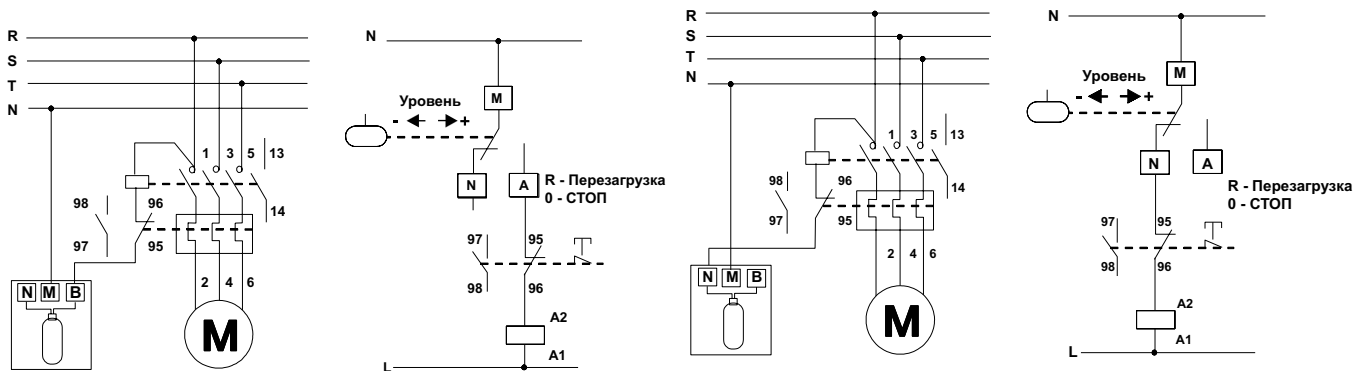 R
S
T
N
1 3 5 13
14
98 96
97 95
2 4 6
N M B
M
N
M
Уровень
- +
N A
R - Перезагрузка
0 - СТОП
97 95
98 96
A2
A1
L
R
S
T
N
1 3 5 13
14
98 96
97 95
2 4 6
N M B
M
N
M
Уровень
- +
N A
R - Перезагрузка
0 - СТОП
97 95
98 96
A2
A1
L